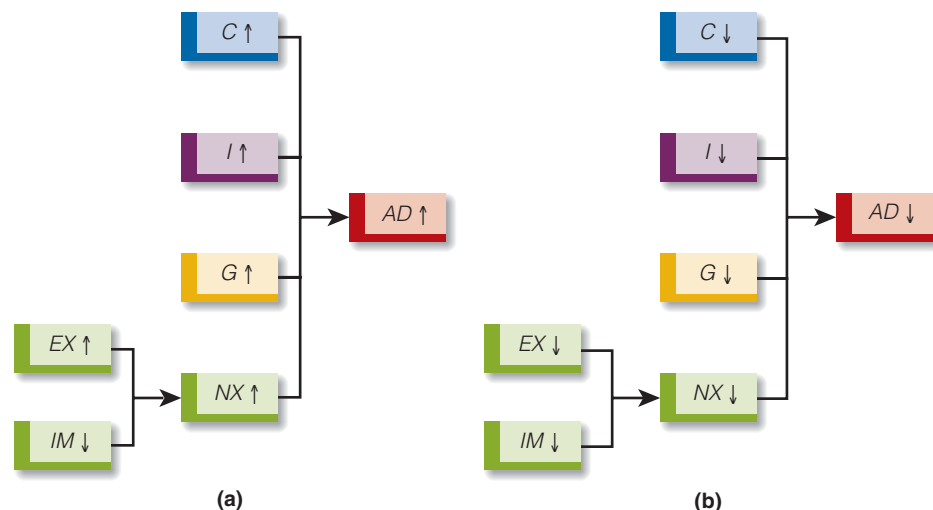 C ↑
I ↑
AD ↑
G ↑
EX ↑
NX ↑
IM ↓
(a)
C ↓
I ↓
AD ↓
G ↓
EX ↓
NX ↓
IM ↓
(b)